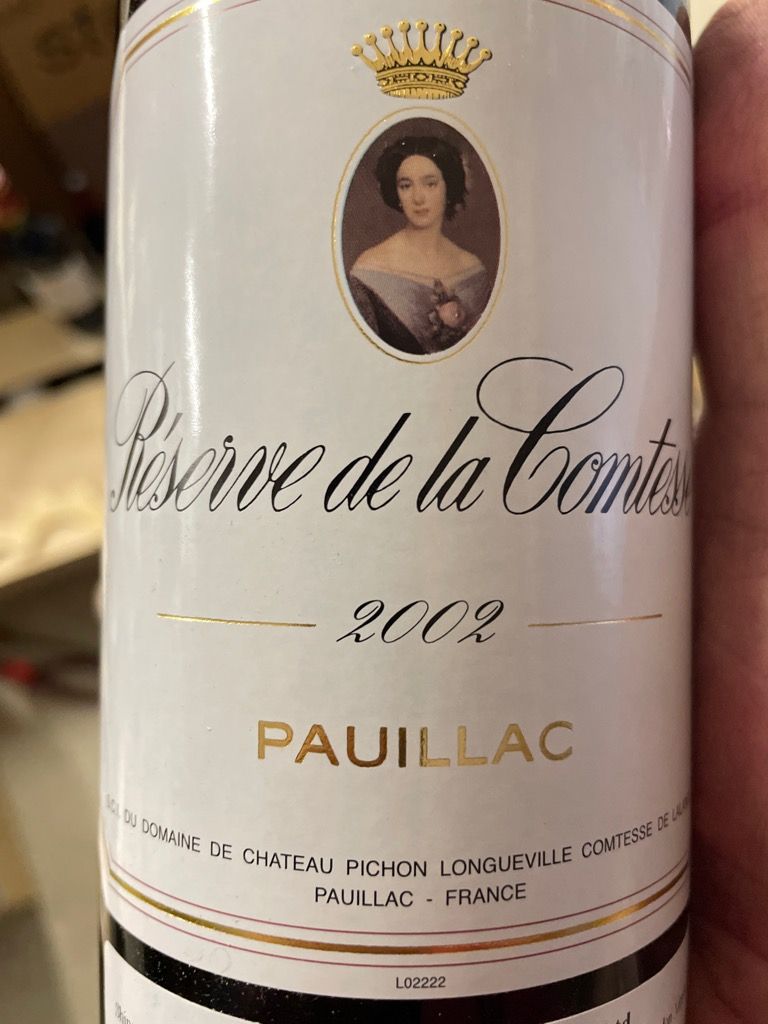 Réserve de la Comtesse
2002
PAUILLAC
DU DOMAINE DE CHATEAU PICHON LONGUEVILLE COMTESSE DE
PAUILLAC - FRANCE
L02222